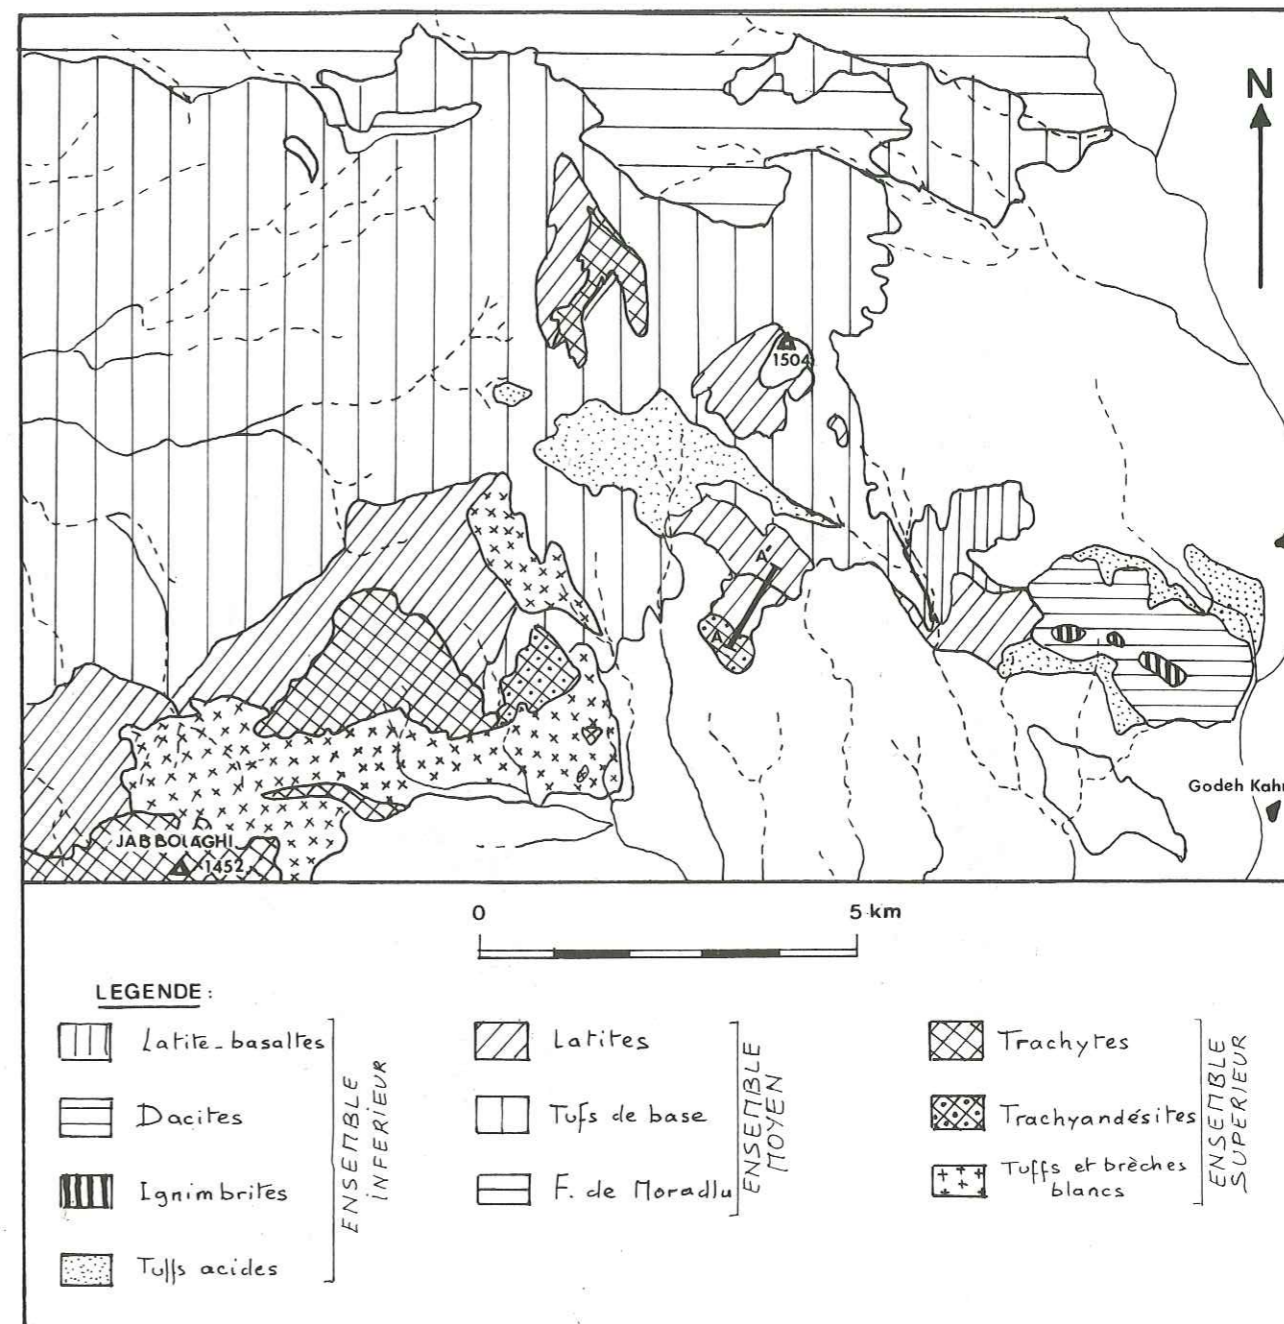 N
1504
A'
A
Godeh Kahr
JABBOLAGHI
1452
0
5 km
LEGENDE :
Latite-basaltes
Dacites
Ignimbrites
Tuffs acides
ENSEMBLE
INFERIEUR
Latites
Tufs de base
F. de Moradlu
ENSEMBLE
MOYEN
Trachytes
Trachyandésites
Tuffs et brèches
blancs
ENSEMBLE
SUPERIEUR